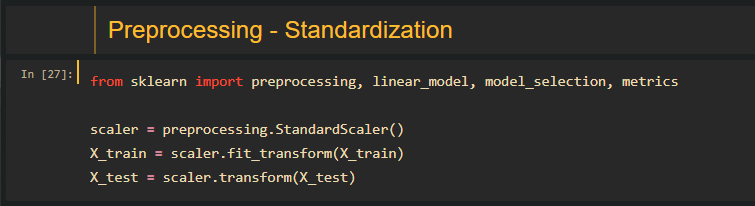 Preprocessing - Standardization
In [27]:
from sklearn import preprocessing, linear_model, model_selection, metrics
scaler = preprocessing.StandardScaler()
X_train = scaler.fit_transform(X_train)
X_test = scaler.transform(X_test)